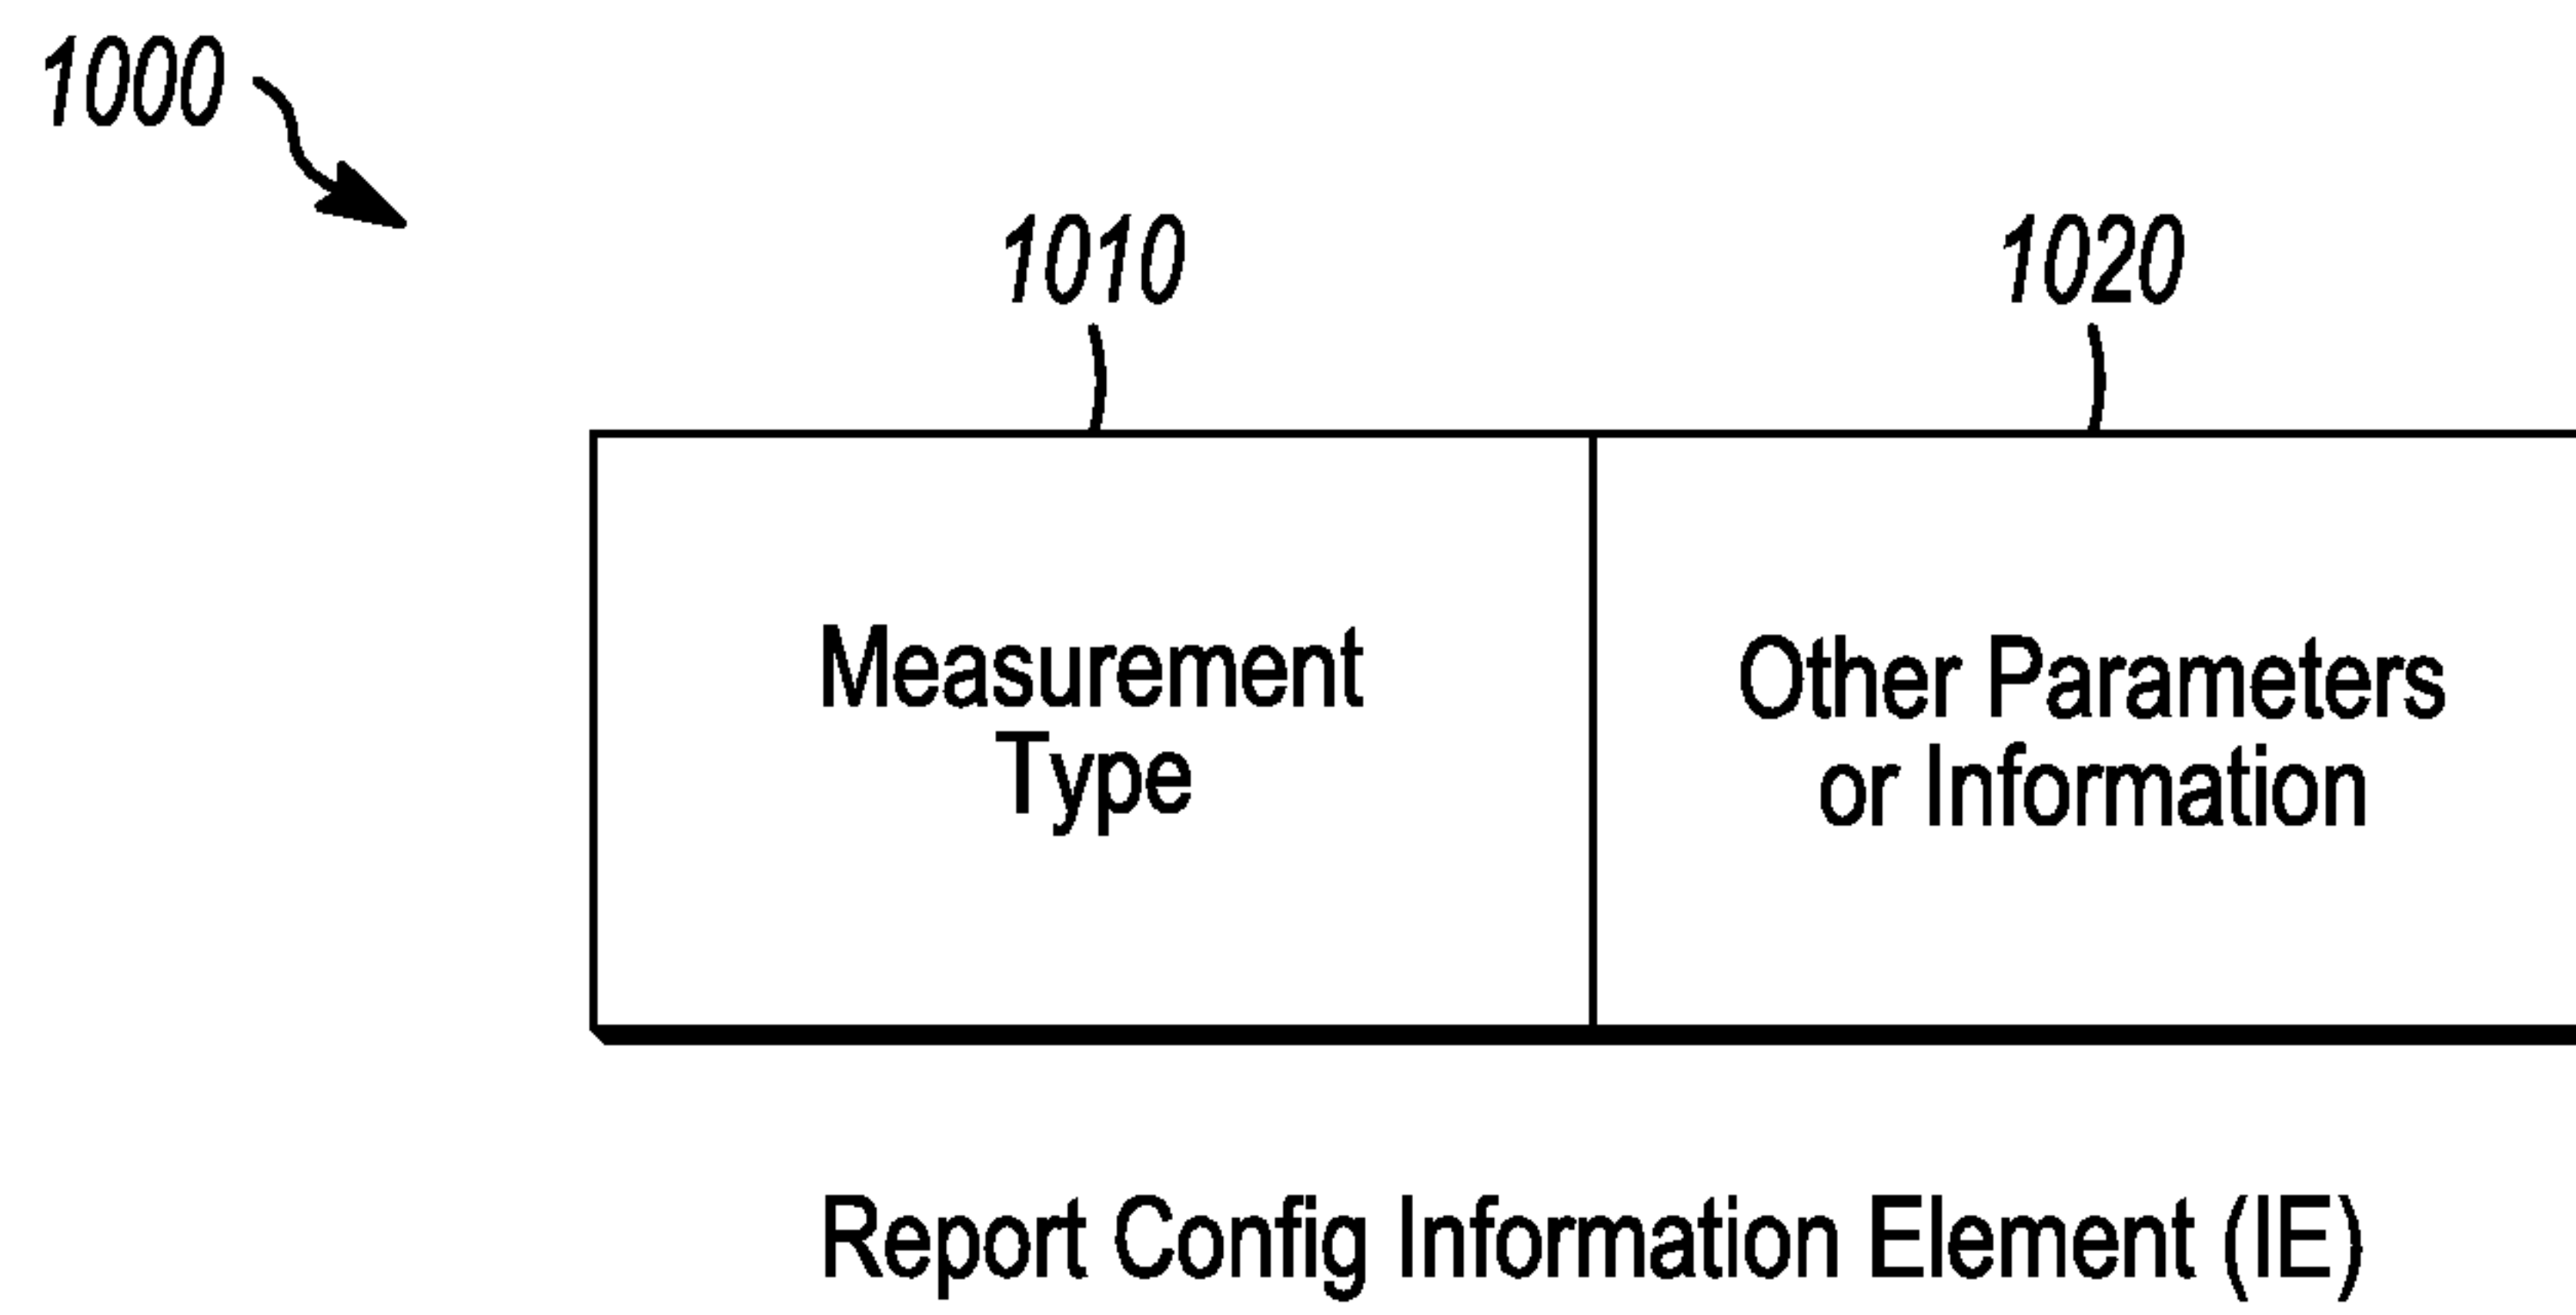 1000
1010
1020
Measurement
Type
Other Parameters
or Information
Report Config Information Element (IE)